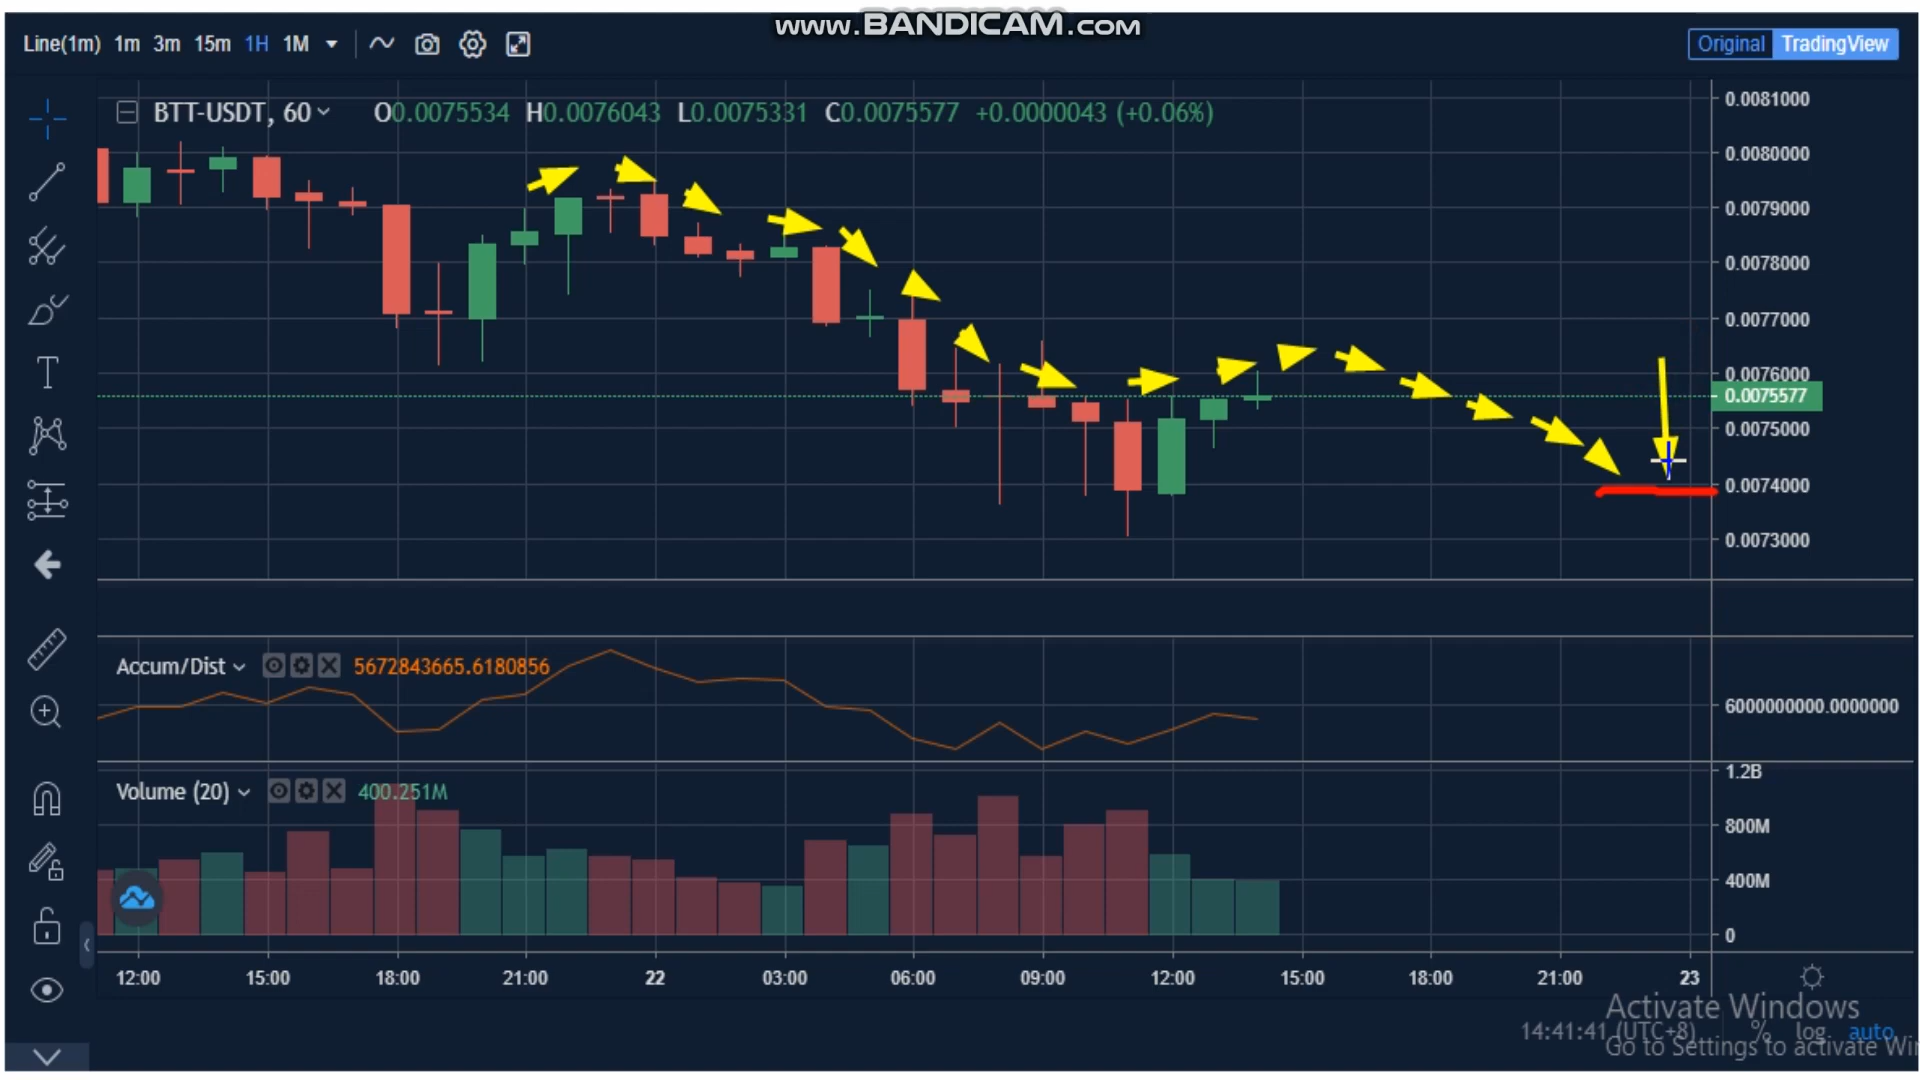 www.BANDICAM.com
Line(1m) 1m 3m 15m 1H 1M
Original TradingView
BTT-USDT, 60 O0.0075534 H0.0076043 L0.0075331 C0.0075577 +0.0000043 (+0.06%)
0.0081000
0.0080000
0.0079000
0.0078000
0.0077000
0.0076000
0.0075577
0.0075000
0.0074000
0.0073000
Accum/Dist 5672843665.6180856
6000000000.0000000
Volume (20) 400.251M
1.2B
800M
400M
0
12:00 15:00 18:00 21:00 22 03:00 06:00 09:00 12:00 15:00 18:00 21:00 23
Activate Windows
14:41:41 (UTC+8) % log auto
Go to Settings to activate Wi